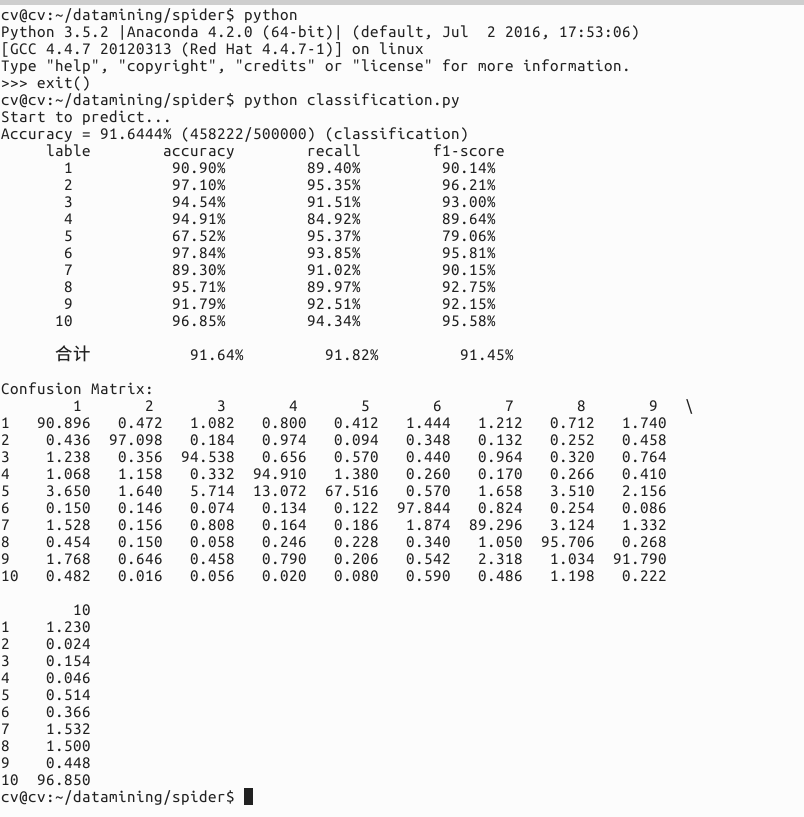 cv@cv:~/datamining/spider$ python
Python 3.5.2 |Anaconda 4.2.0 (64-bit)| (default, Jul  2 2016, 17:53:06)
[GCC 4.4.7 20120313 (Red Hat 4.4.7-1)] on linux
Type "help", "copyright", "credits" or "license" for more information.
>>> exit()
cv@cv:~/datamining/spider$ python classification.py
Start to predict...
Accuracy = 91.6444% (458222/500000) (classification)
lable accuracy recall f1-score
1 90.90% 89.40% 90.14%
2 97.10% 95.35% 96.21%
3 94.54% 91.51% 93.00%
4 94.91% 84.92% 89.64%
5 67.52% 95.37% 79.06%
6 97.84% 93.85% 95.81%
7 89.30% 91.02% 90.15%
8 95.71% 89.97% 92.75%
9 91.79% 92.51% 92.15%
10 96.85% 94.34% 95.58%
合计 91.64% 91.82% 91.45%
Confusion Matrix:
1 2 3 4 5 6 7 8 9 \
1 90.896 0.472 1.082 0.800 0.412 1.444 1.212 0.712 1.740
2 0.436 97.098 0.184 0.974 0.094 0.348 0.132 0.252 0.458
3 1.238 0.356 94.538 0.656 0.570 0.440 0.964 0.320 0.764
4 1.068 1.158 0.332 94.910 1.380 0.260 0.170 0.266 0.410
5 3.650 1.640 5.714 13.072 67.516 0.570 1.658 3.510 2.156
6 0.150 0.146 0.074 0.134 0.122 97.844 0.824 0.254 0.086
7 1.528 0.156 0.808 0.164 0.186 1.874 89.296 3.124 1.332
8 0.454 0.150 0.058 0.246 0.228 0.340 1.050 95.706 0.268
9 1.768 0.646 0.458 0.790 0.206 0.542 2.318 1.034 91.790
10 0.482 0.016 0.056 0.020 0.080 0.590 0.486 1.198 0.222
10
1 1.230
2 0.024
3 0.154
4 0.046
5 0.514
6 0.366
7 1.532
8 1.500
9 0.448
10 96.850
cv@cv:~/datamining/spider$